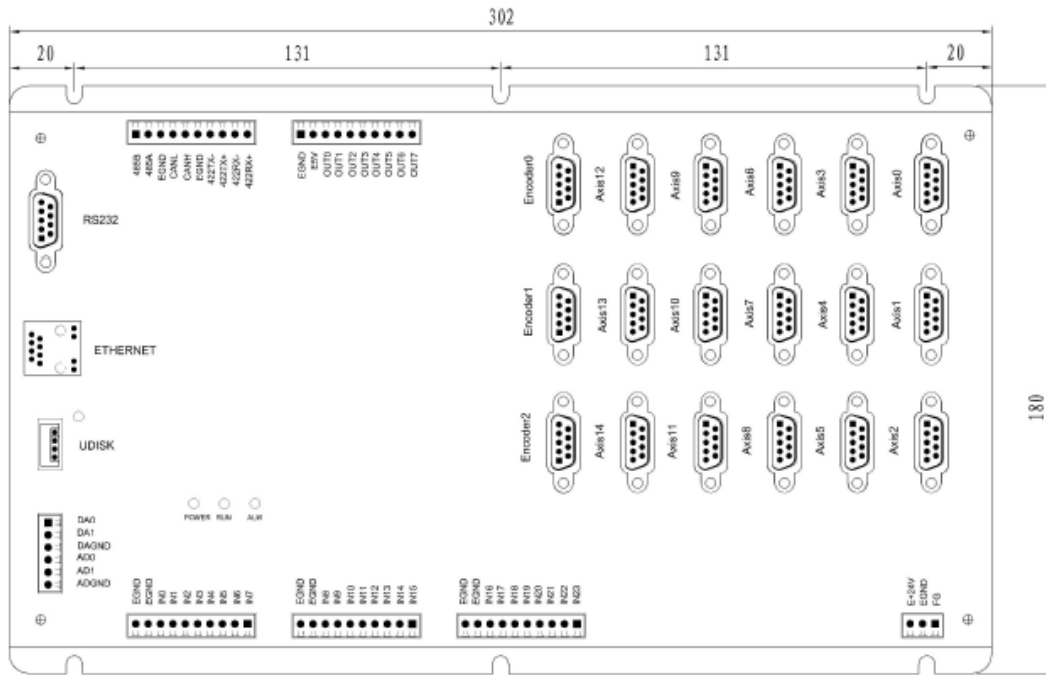 302
20
131
131
20
180
485B
485A
EGND
CANL
CANH
EGND
422TX-
422TX+
422RX-
422RX+
EGND
E5V
OUT0
OUT1
OUT2
OUT3
OUT4
OUT5
OUT6
OUT7
Encoder0
Axis12
Axis9
Axis6
Axis3
Axis0
RS232
Encoder1
Axis13
Axis10
Axis7
Axis4
Axis1
ETHERNET
Encoder2
Axis14
Axis11
Axis8
Axis5
Axis2
UDISK
POWER
RUN
ALM
DA0
DA1
DAGND
AD0
AD1
ADGND
EGND
EGND
IN0
IN1
IN2
IN3
IN4
IN5
IN6
IN7
EGND
EGND
IN8
IN9
IN10
IN11
IN12
IN13
IN14
IN15
EGND
EGND
IN16
IN17
IN18
IN19
IN20
IN21
IN22
IN23
E+24V
EGND
FG